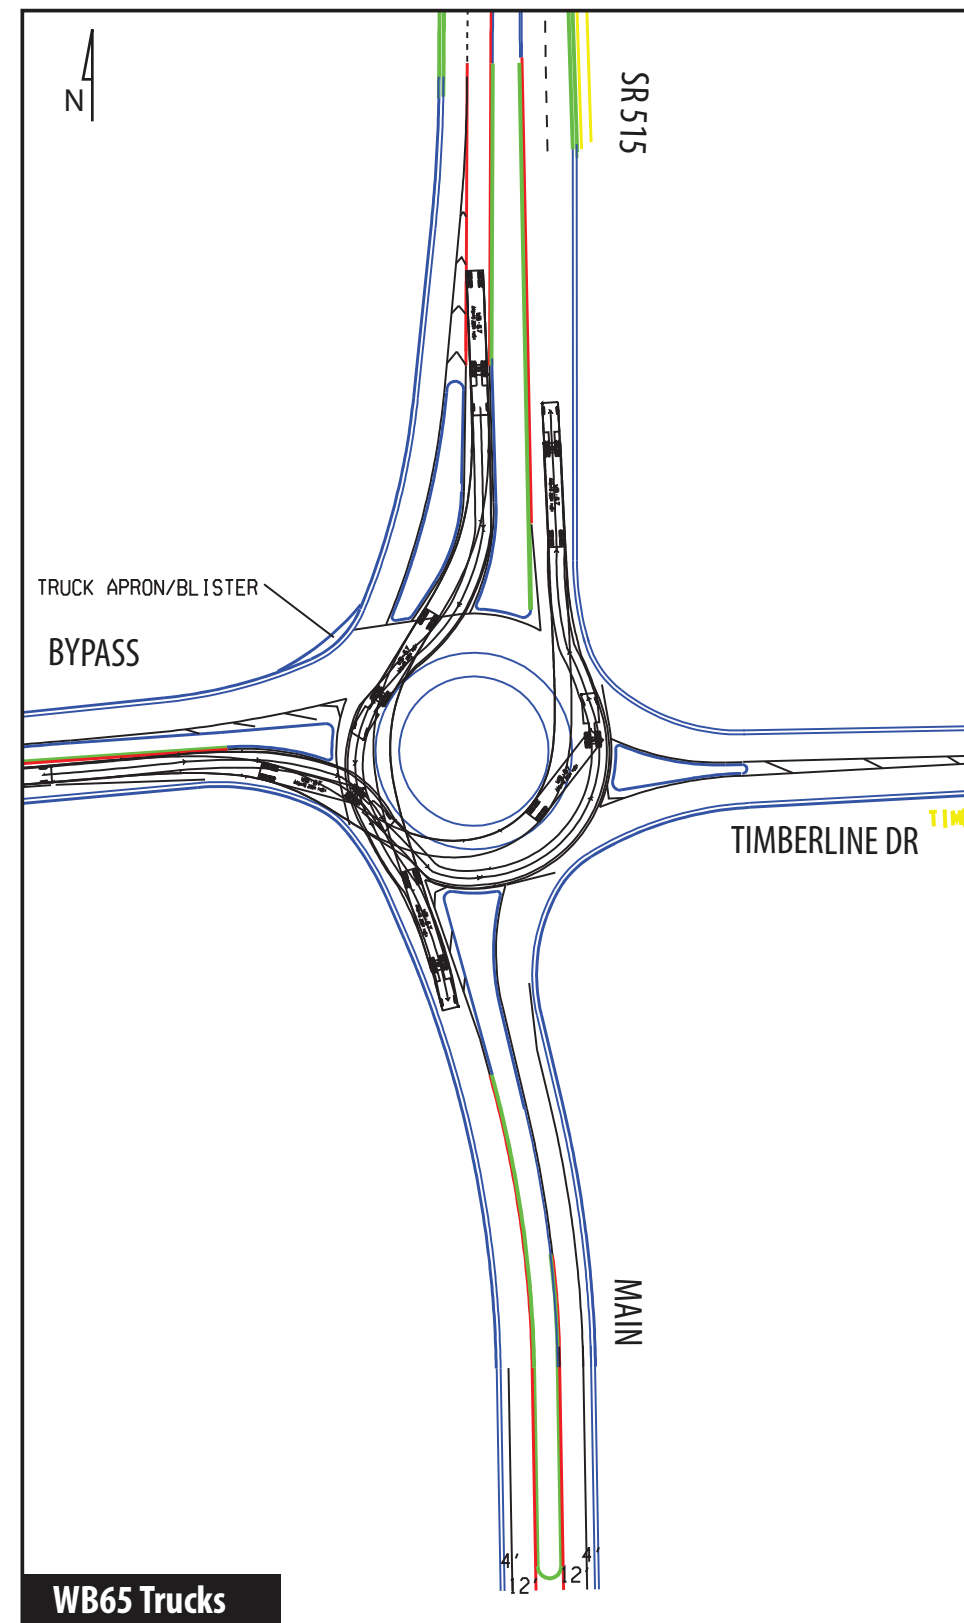 N
SR 515
TRUCK APRON/BLISTER
BYPASS
TIMBERLINE DR
MAIN
4'
12'
12'
4'
WB65 Trucks